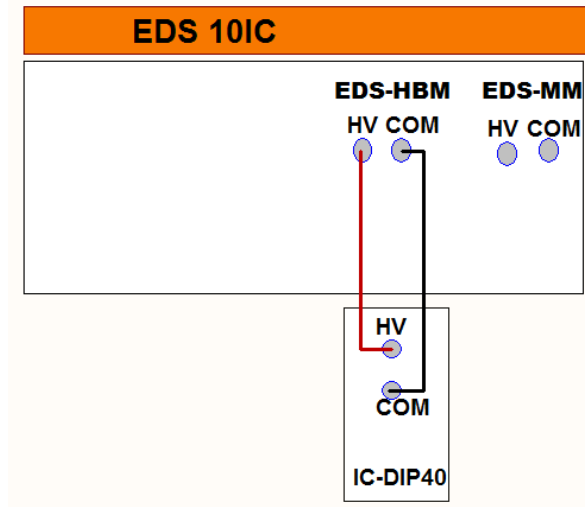 EDS 10IC
EDS-HBM EDS-MM
HV COM HV COM
HV
COM
IC-DIP40